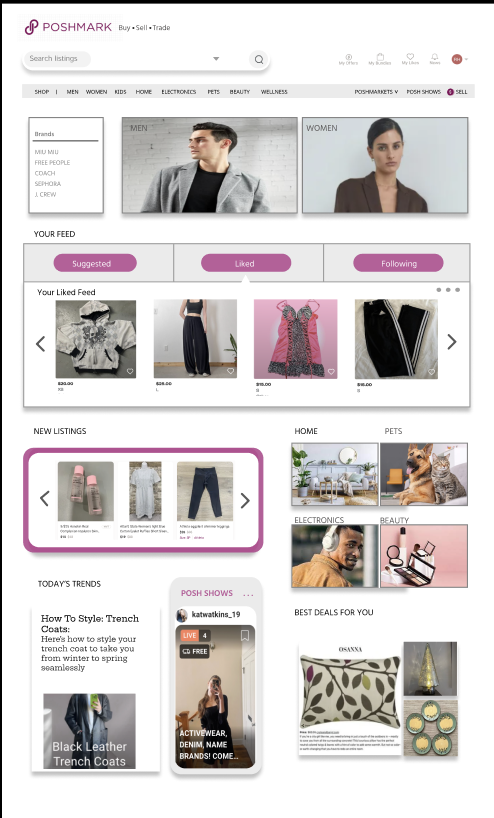 POSHMARK Buy • Sell • Trade
Search listings
My Offers My Bundles My Likes News
SHOP | MEN WOMEN KIDS HOME ELECTRONICS PETS BEAUTY WELLNESS POSHMARKETS ∨ POSH SHOWS SELL
Brands
MIU MIU
FREE PEOPLE
COACH
SEPHORA
J. CREW
MEN
WOMEN
YOUR FEED
Suggested Liked Following
Your Liked Feed
$20.00 $25.00 $15.00 $15.00
XS L
NEW LISTINGS
HOME PETS
ELECTRONICS BEAUTY
TODAY'S TRENDS
How To Style: Trench
Coats:
Here's how to style your
trench coat to take you
from winter to spring
seamlessly
Black Leather
Trench Coats
POSH SHOWS ...
katwatkins_19
LIVE 4
FREE
ACTIVEWEAR,
DENIM, NAME
BRANDS! COME...
BEST DEALS FOR YOU
OSANNA